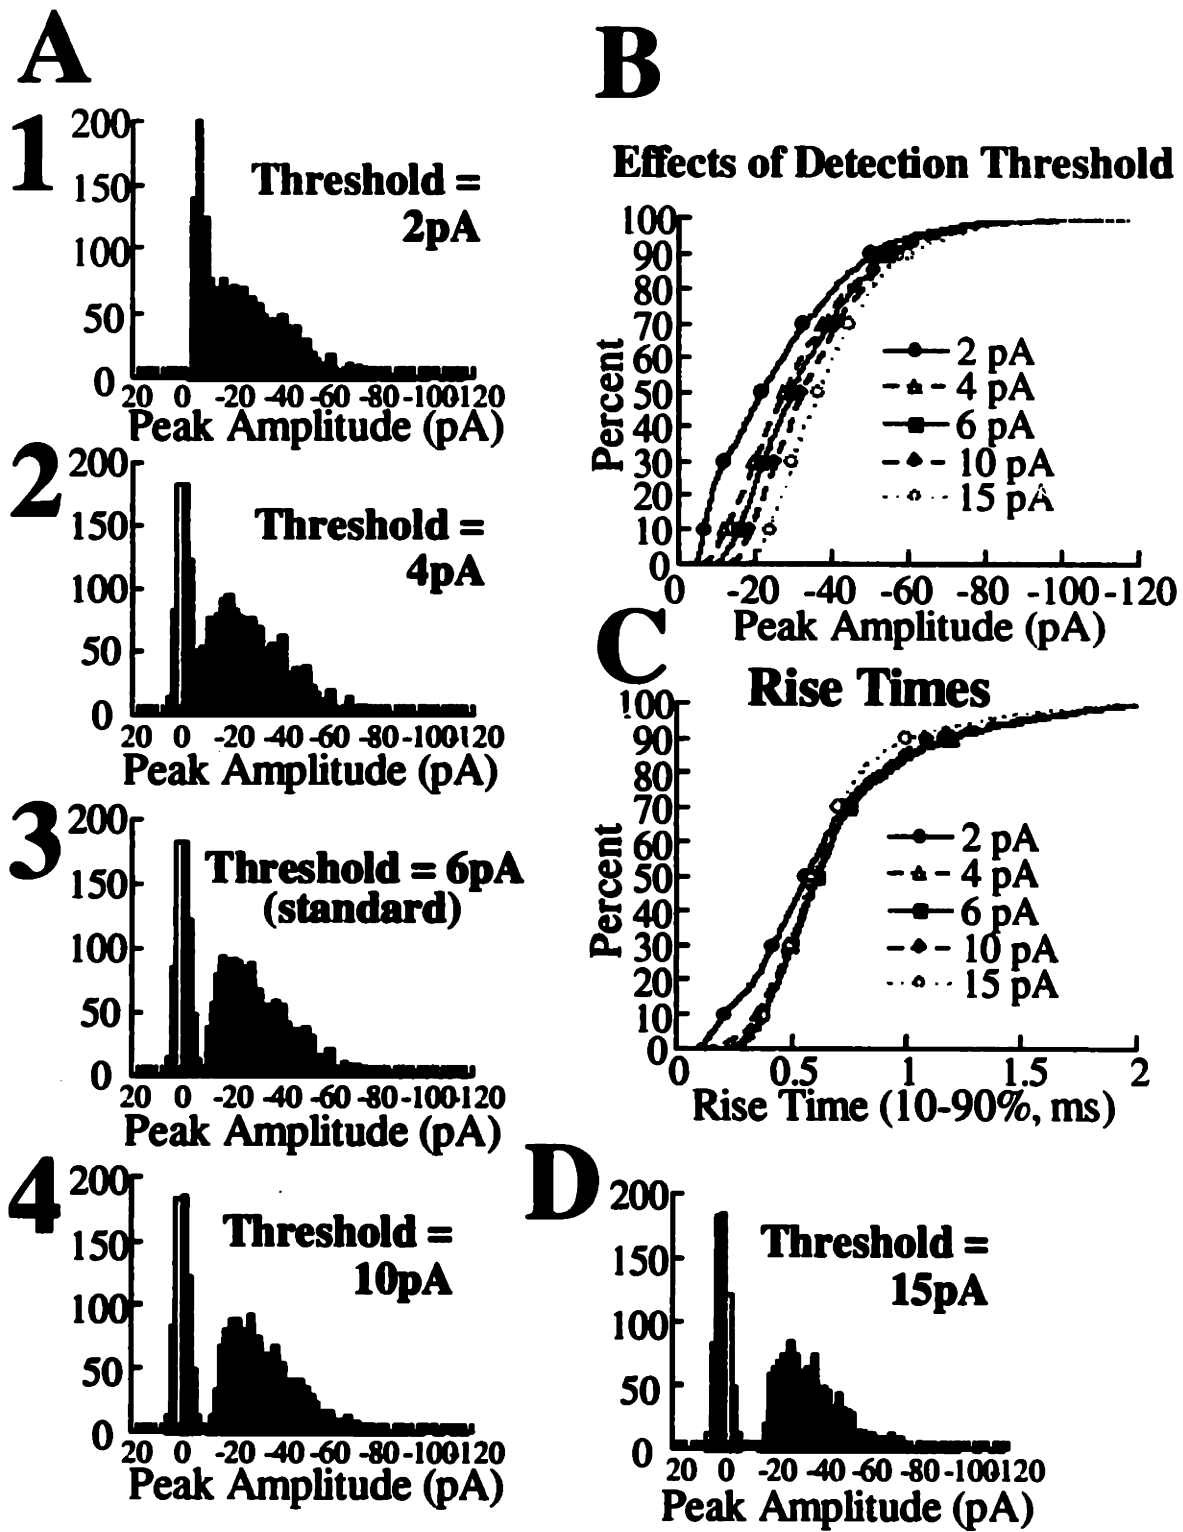 A
1
200
150
100
50
0
Threshold =
2pA
20 0 -20 -40 -60 -80 -100 -120
Peak Amplitude (pA)
2
200
150
100
50
0
Threshold =
4pA
20 0 -20 -40 -60 -80 -100 -120
Peak Amplitude (pA)
3
200
150
100
50
0
Threshold = 6pA
(standard)
20 0 -20 -40 -60 -80 -100 -120
Peak Amplitude (pA)
4
200
150
100
50
0
Threshold =
10pA
20 0 -20 -40 -60 -80 -100 -120
Peak Amplitude (pA)
B
Effects of Detection Threshold
Percent
100
90
80
70
60
50
40
30
20
10
0
2 pA
4 pA
6 pA
10 pA
15 pA
0 -20 -40 -60 -80 -100 -120
Peak Amplitude (pA)
C
Rise Times
Percent
100
90
80
70
60
50
40
30
20
10
0
2 pA
4 pA
6 pA
10 pA
15 pA
0 0.5 1 1.5 2
Rise Time (10-90%, ms)
D
200
150
100
50
0
Threshold =
15pA
20 0 -20 -40 -60 -80 -100 -120
Peak Amplitude (pA)